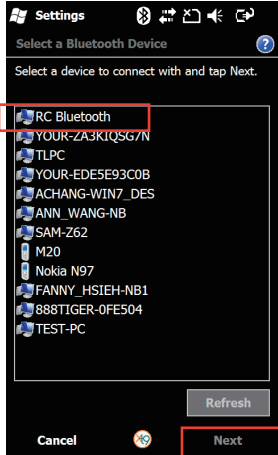 Settings
Select a Bluetooth Device
?
Select a device to connect with and tap Next.
RC Bluetooth
YOUR-ZA3KIQSG7N
TLPC
YOUR-EDE5E93C0B
ACHANG-WIN7_DES
ANN_WANG-NB
SAM-Z62
M20
Nokia N97
FANNY_HSIEH-NB1
888TIGER-0FE504
TEST-PC
Refresh
Cancel
Next